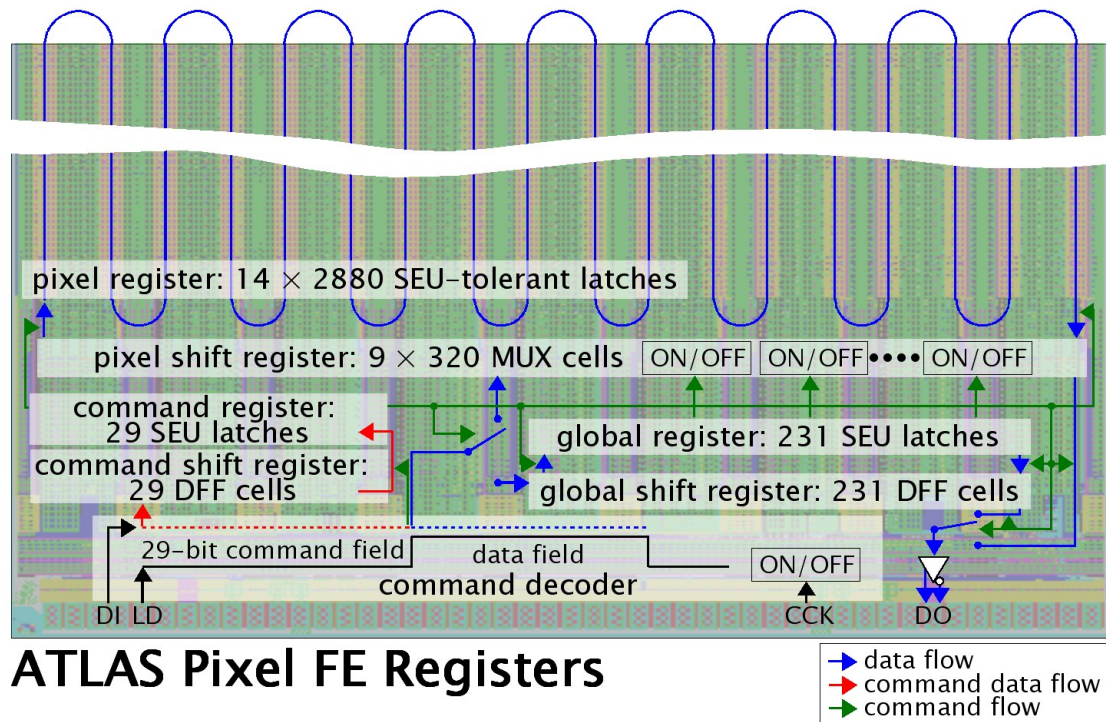 pixel register: 14 × 2880 SEU-tolerant latches
pixel shift register: 9 × 320 MUX cells ON/OFF ON/OFF •••• ON/OFF
command register:
29 SEU latches
global register: 231 SEU latches
command shift register:
29 DFF cells
global shift register: 231 DFF cells
29-bit command field
data field
command decoder
ON/OFF
DI LD CCK DO
ATLAS Pixel FE Registers
data flow
command data flow
command flow